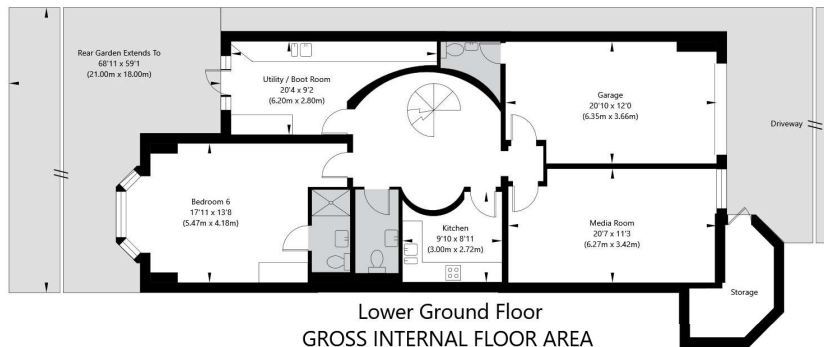 Rear Garden Extends To
68'11 x 59'1
(21.00m x 18.00m)
Utility / Boot Room
20'4 x 9'2
(6.20m x 2.80m)
Garage
20'10 x 12'0
(6.35m x 3.66m)
Driveway
Bedroom 6
17'11 x 13'8
(5.47m x 4.18m)
Kitchen
9'10 x 8'11
(3.00m x 2.72m)
Media Room
20'7 x 11'3
(6.27m x 3.42m)
Storage
Lower Ground Floor
GROSS INTERNAL FLOOR AREA